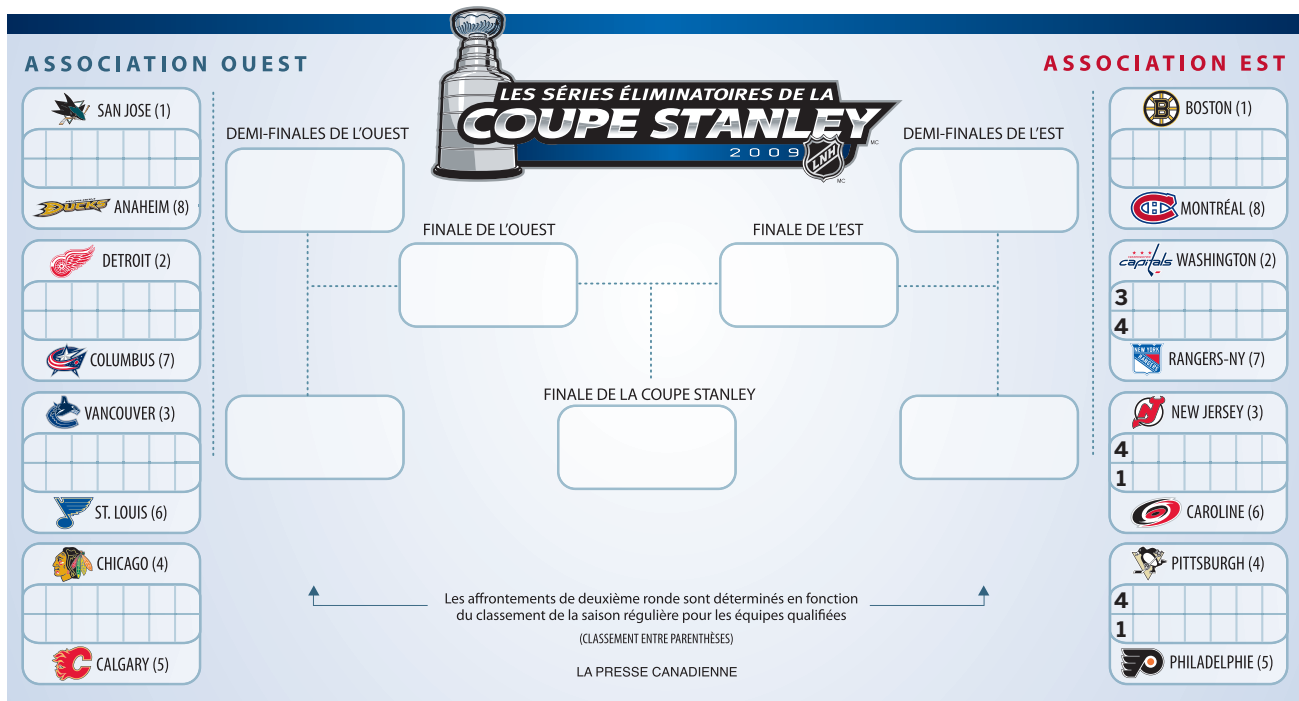 ASSOCIATION OUEST
SAN JOSE (1)
DUCKS
ANAHEIM (8)
DETROIT (2)
COLUMBUS (7)
VANCOUVER (3)
ST. LOUIS (6)
CHICAGO (4)
CALGARY (5)
DEMI-FINALES DE L'OUEST
FINALE DE L'OUEST
LES SÉRIES ÉLIMINATOIRES DE LA
COUPE STANLEY
MC
2009
LNH
MC
DEMI-FINALES DE L'EST
FINALE DE L'EST
FINALE DE LA COUPE STANLEY
Les affrontements de deuxième ronde sont déterminés en fonction
du classement de la saison régulière pour les équipes qualifiées
(CLASSEMENT ENTRE PARENTHÈSES)
LA PRESSE CANADIENNE
ASSOCIATION EST
B
BOSTON (1)
MONTRÉAL (8)
capitals
WASHINGTON (2)
3
4
NEW YORK
RANGERS
RANGERS-NY (7)
NEW JERSEY (3)
4
1
CAROLINE (6)
PITTSBURGH (4)
4
1
PHILADELPHIE (5)